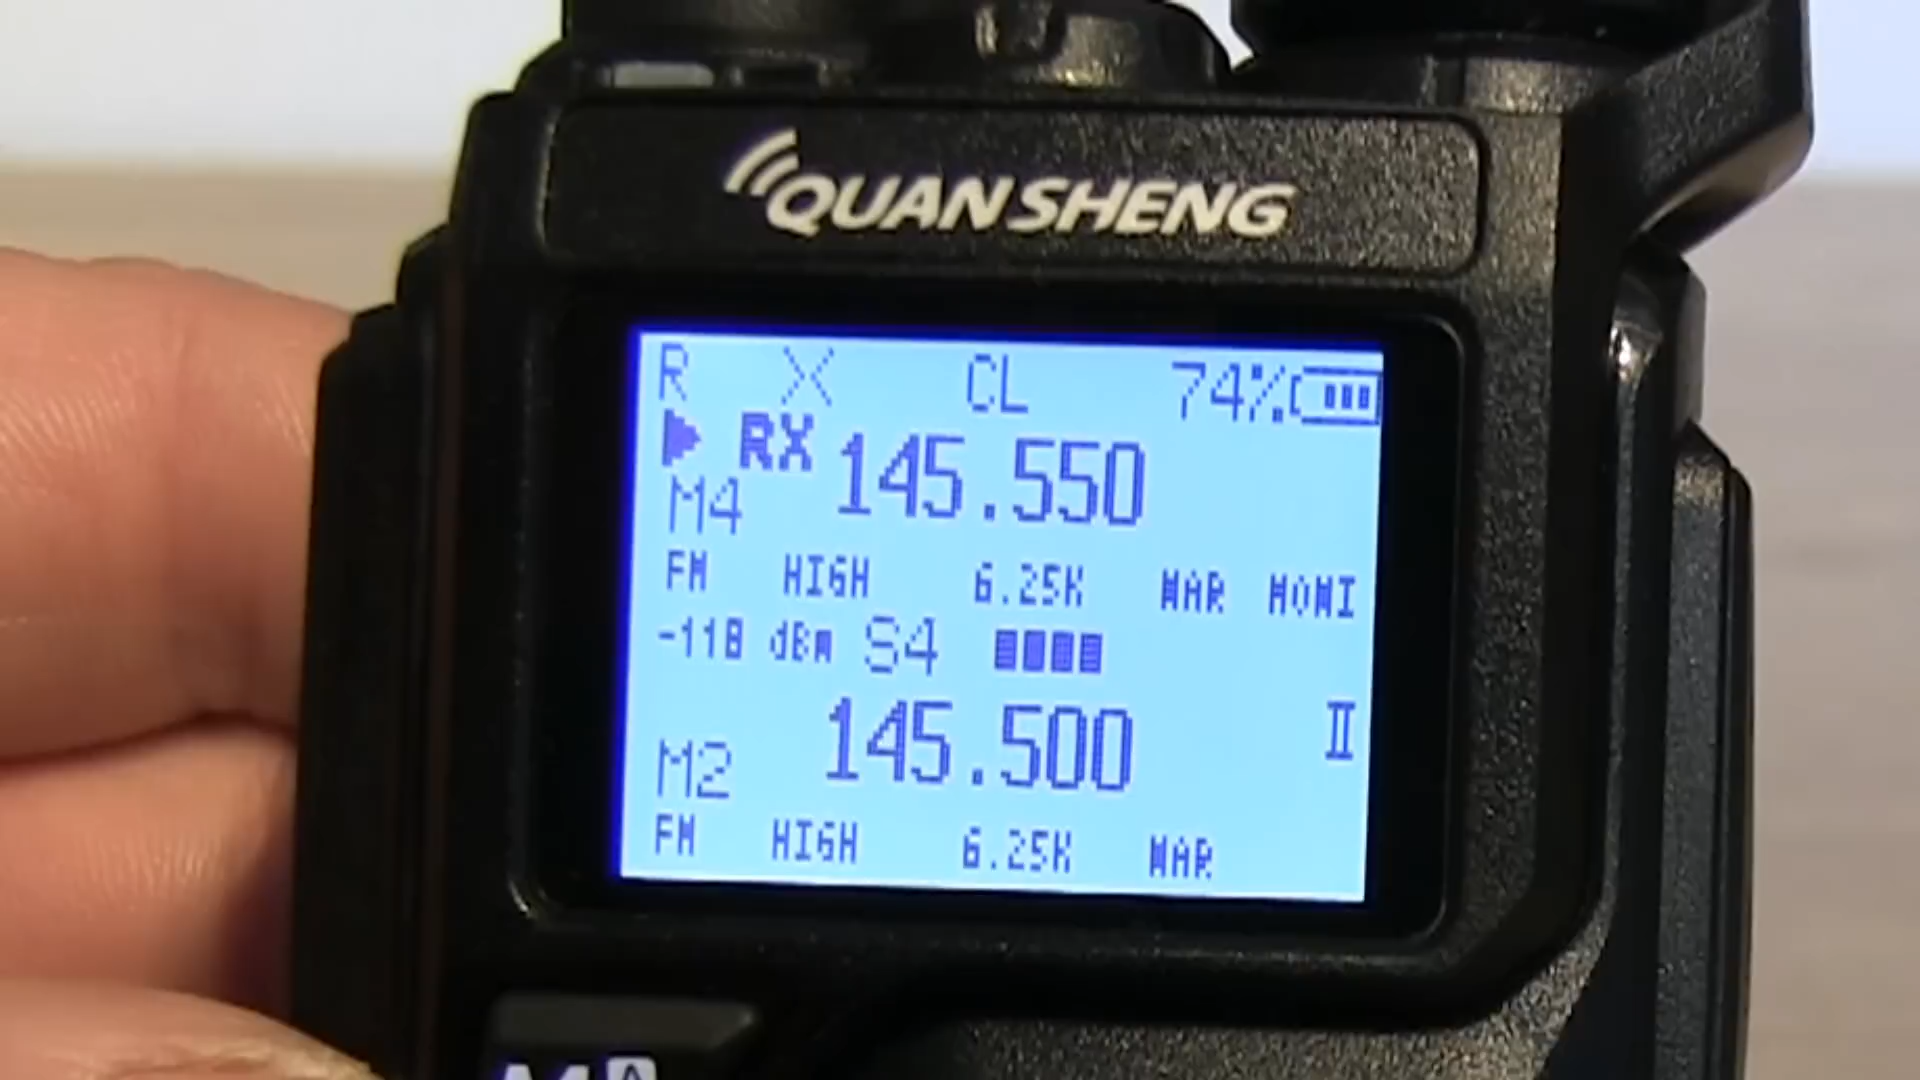 QUANSHENG
R X CL 74%
RX 145.550
M4
FM HIGH 6.25K NAR MONI
-118 dBm S4
145.500 II
M2
FM HIGH 6.25K NAR
M A